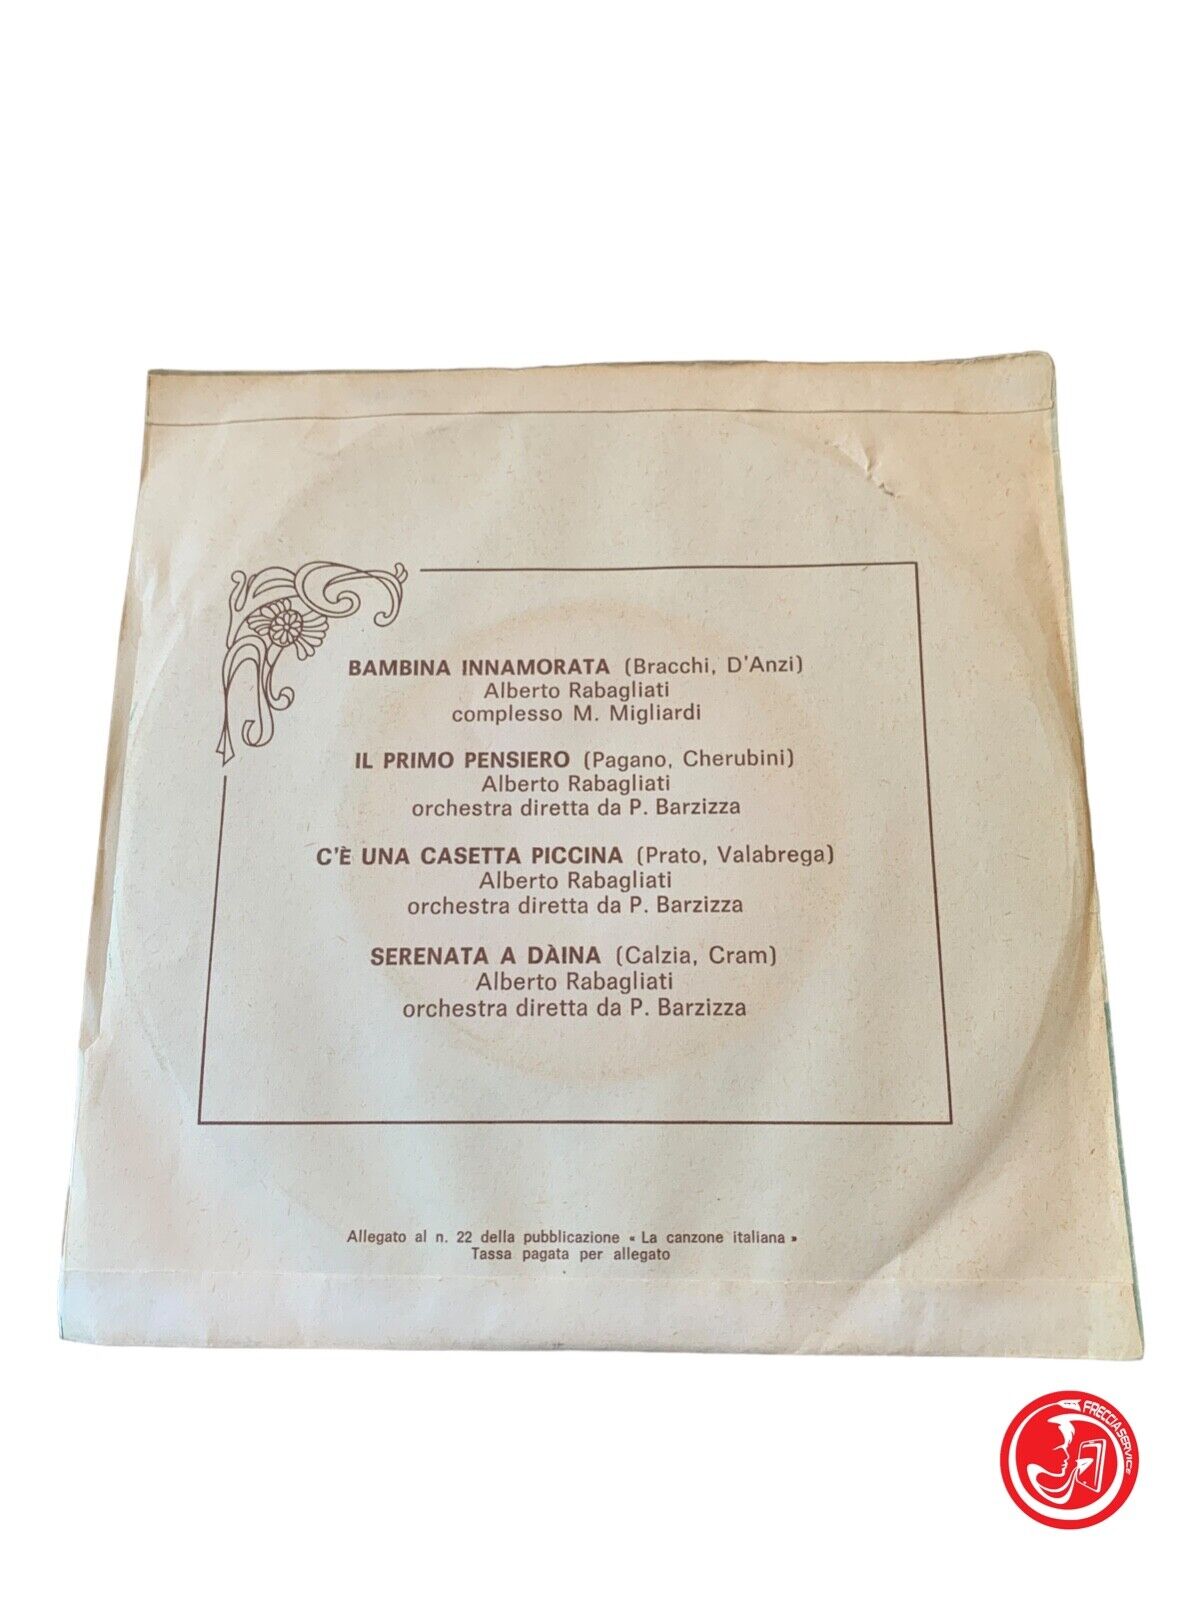 BAMBINA INNAMORATA (Bracchi, D'Anzi)
Alberto Rabagliati
complesso M. Migliardi
IL PRIMO PENSIERO (Pagano, Cherubini)
Alberto Rabagliati
orchestra diretta da P. Barzizza
C'È UNA CASETTA PICCINA (Prato, Valabrega)
Alberto Rabagliati
orchestra diretta da P. Barzizza
SERENATA A DÀINA (Calzia, Cram)
Alberto Rabagliati
orchestra diretta da P. Barzizza
Allegato al n. 22 della pubblicazione « La canzone italiana »
Tassa pagata per allegato
FRECCIA SERVICE